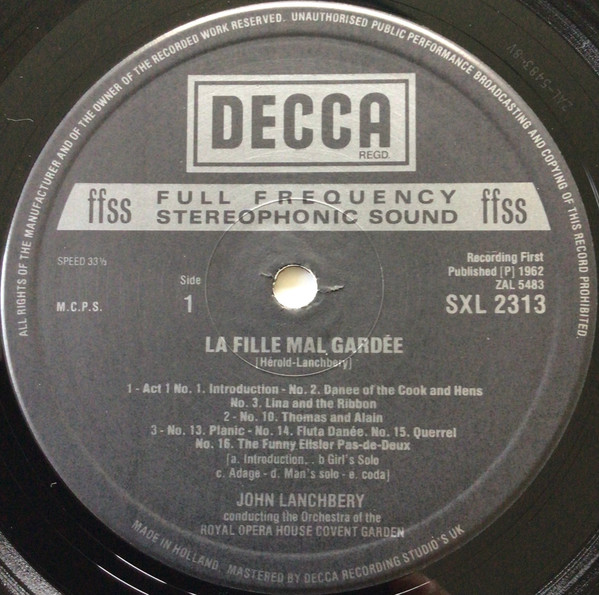 ALL RIGHTS OF THE MANUFACTURER AND OF THE OWNER OF THE RECORDED WORK RESERVED. UNAUTHORISED PUBLIC PERFORMANCE BROADCASTING AND COPYING OF THIS RECORD PROHIBITED.
DECCA
REGD.
ffss FULL FREQUENCY ffss
STEREOPHONIC SOUND
SPEED 33⅓
Side
1
M.C.P.S.
Recording First
Published [P] 1962
ZAL 5483
SXL 2313
LA FILLE MAL GARDÉE
[Hérold-Lanchbery]
1 - Act 1 No. 1. Introduction - No. 2. Danee of the Cook and Hens
No. 3. Lina and the Ribbon
2 - No. 10. Thomas and Alain
3 - No. 13. Planic - No. 14. Fluta Danée. No. 15. Querrel
No. 16. The Funny Ellsler Pas-de-Doux
[a. Introduction. . b Girl's Solo
c. Adage - d. Man's solo - e. coda]
JOHN LANCHBERY
conducting the Orchestra of the
ROYAL OPERA HOUSE COVENT GARDEN
MADE IN HOLLAND. MASTERED BY DECCA RECORDING STUDIO'S UK